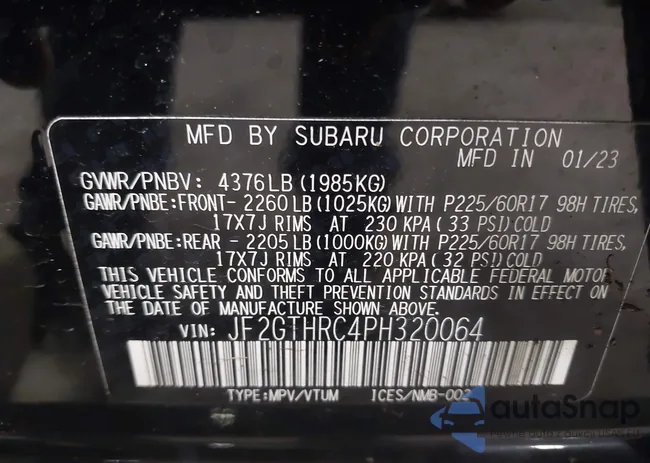 MFD BY SUBARU CORPORATION
MFD IN 01/23
GVWR/PNBV: 4376LB (1985KG)
GAWR/PNBE:FRONT- 2260LB (1025KG) WITH P225/60R17 98H TIRES,
17X7J RIMS AT 230 KPA (33 PSI) COLD
GAWR/PNBE:REAR - 2205LB (1000KG) WITH P225/60R17 98H TIRES,
17X7J RIMS AT 220 KPA (32 PSI) COLD
THIS VEHICLE CONFORMS TO ALL APPLICABLE FEDERAL MOTOR
VEHICLE SAFETY AND THEFT PREVENTION STANDARDS IN EFFECT ON
THE DATE OF MANUFACTURE SHOWN ABOVE.
VIN: JF2GTHRC4PH320064
TYPE:MPV/VTUM ICES/NMB-002
autoSnap